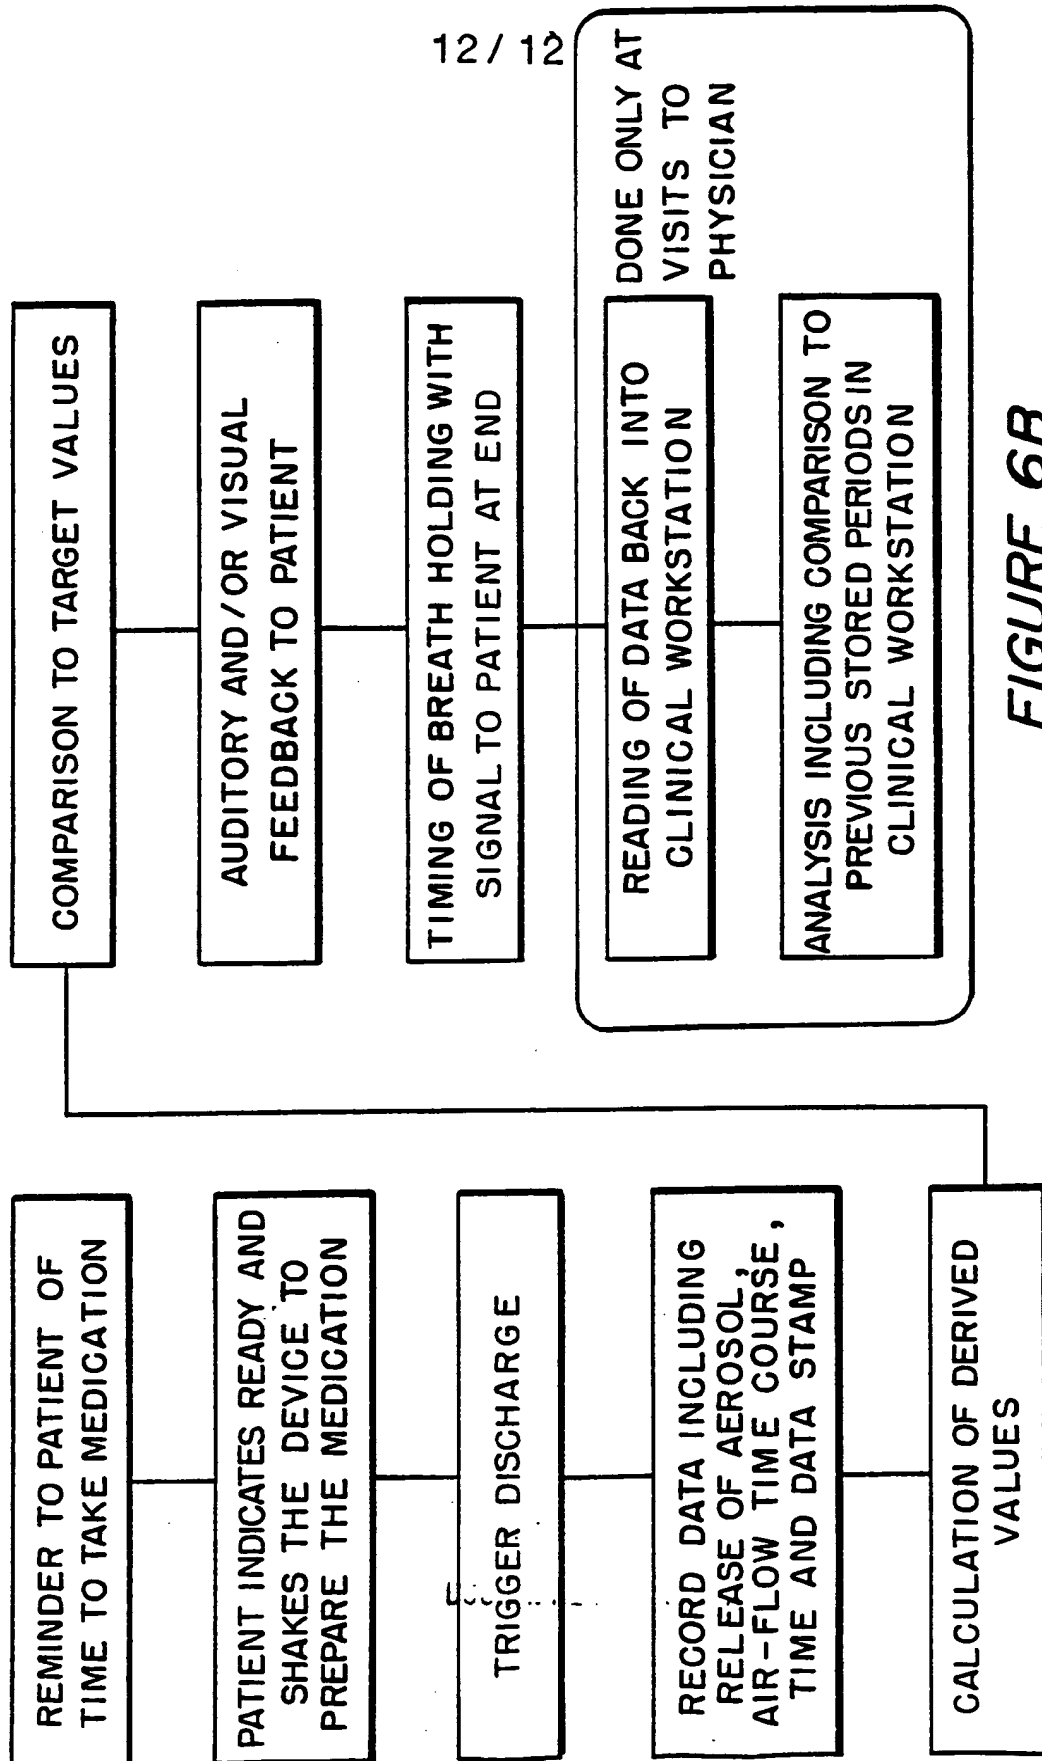 12/12
REMINDER TO PATIENT OF
TIME TO TAKE MEDICATION
PATIENT INDICATES READY AND
SHAKES THE DEVICE TO
PREPARE THE MEDICATION
TRIGGER DISCHARGE
RECORD DATA INCLUDING
RELEASE OF AEROSOL,
AIR-FLOW TIME COURSE,
TIME AND DATA STAMP
CALCULATION OF DERIVED
VALUES
COMPARISON TO TARGET VALUES
AUDITORY AND/OR VISUAL
FEEDBACK TO PATIENT
TIMING OF BREATH HOLDING WITH
SIGNAL TO PATIENT AT END
READING OF DATA BACK INTO
CLINICAL WORKSTATION
ANALYSIS INCLUDING COMPARISON TO
PREVIOUS STORED PERIODS IN
CLINICAL WORKSTATION
DONE ONLY AT
VISITS TO
PHYSICIAN
FIGURE 6B